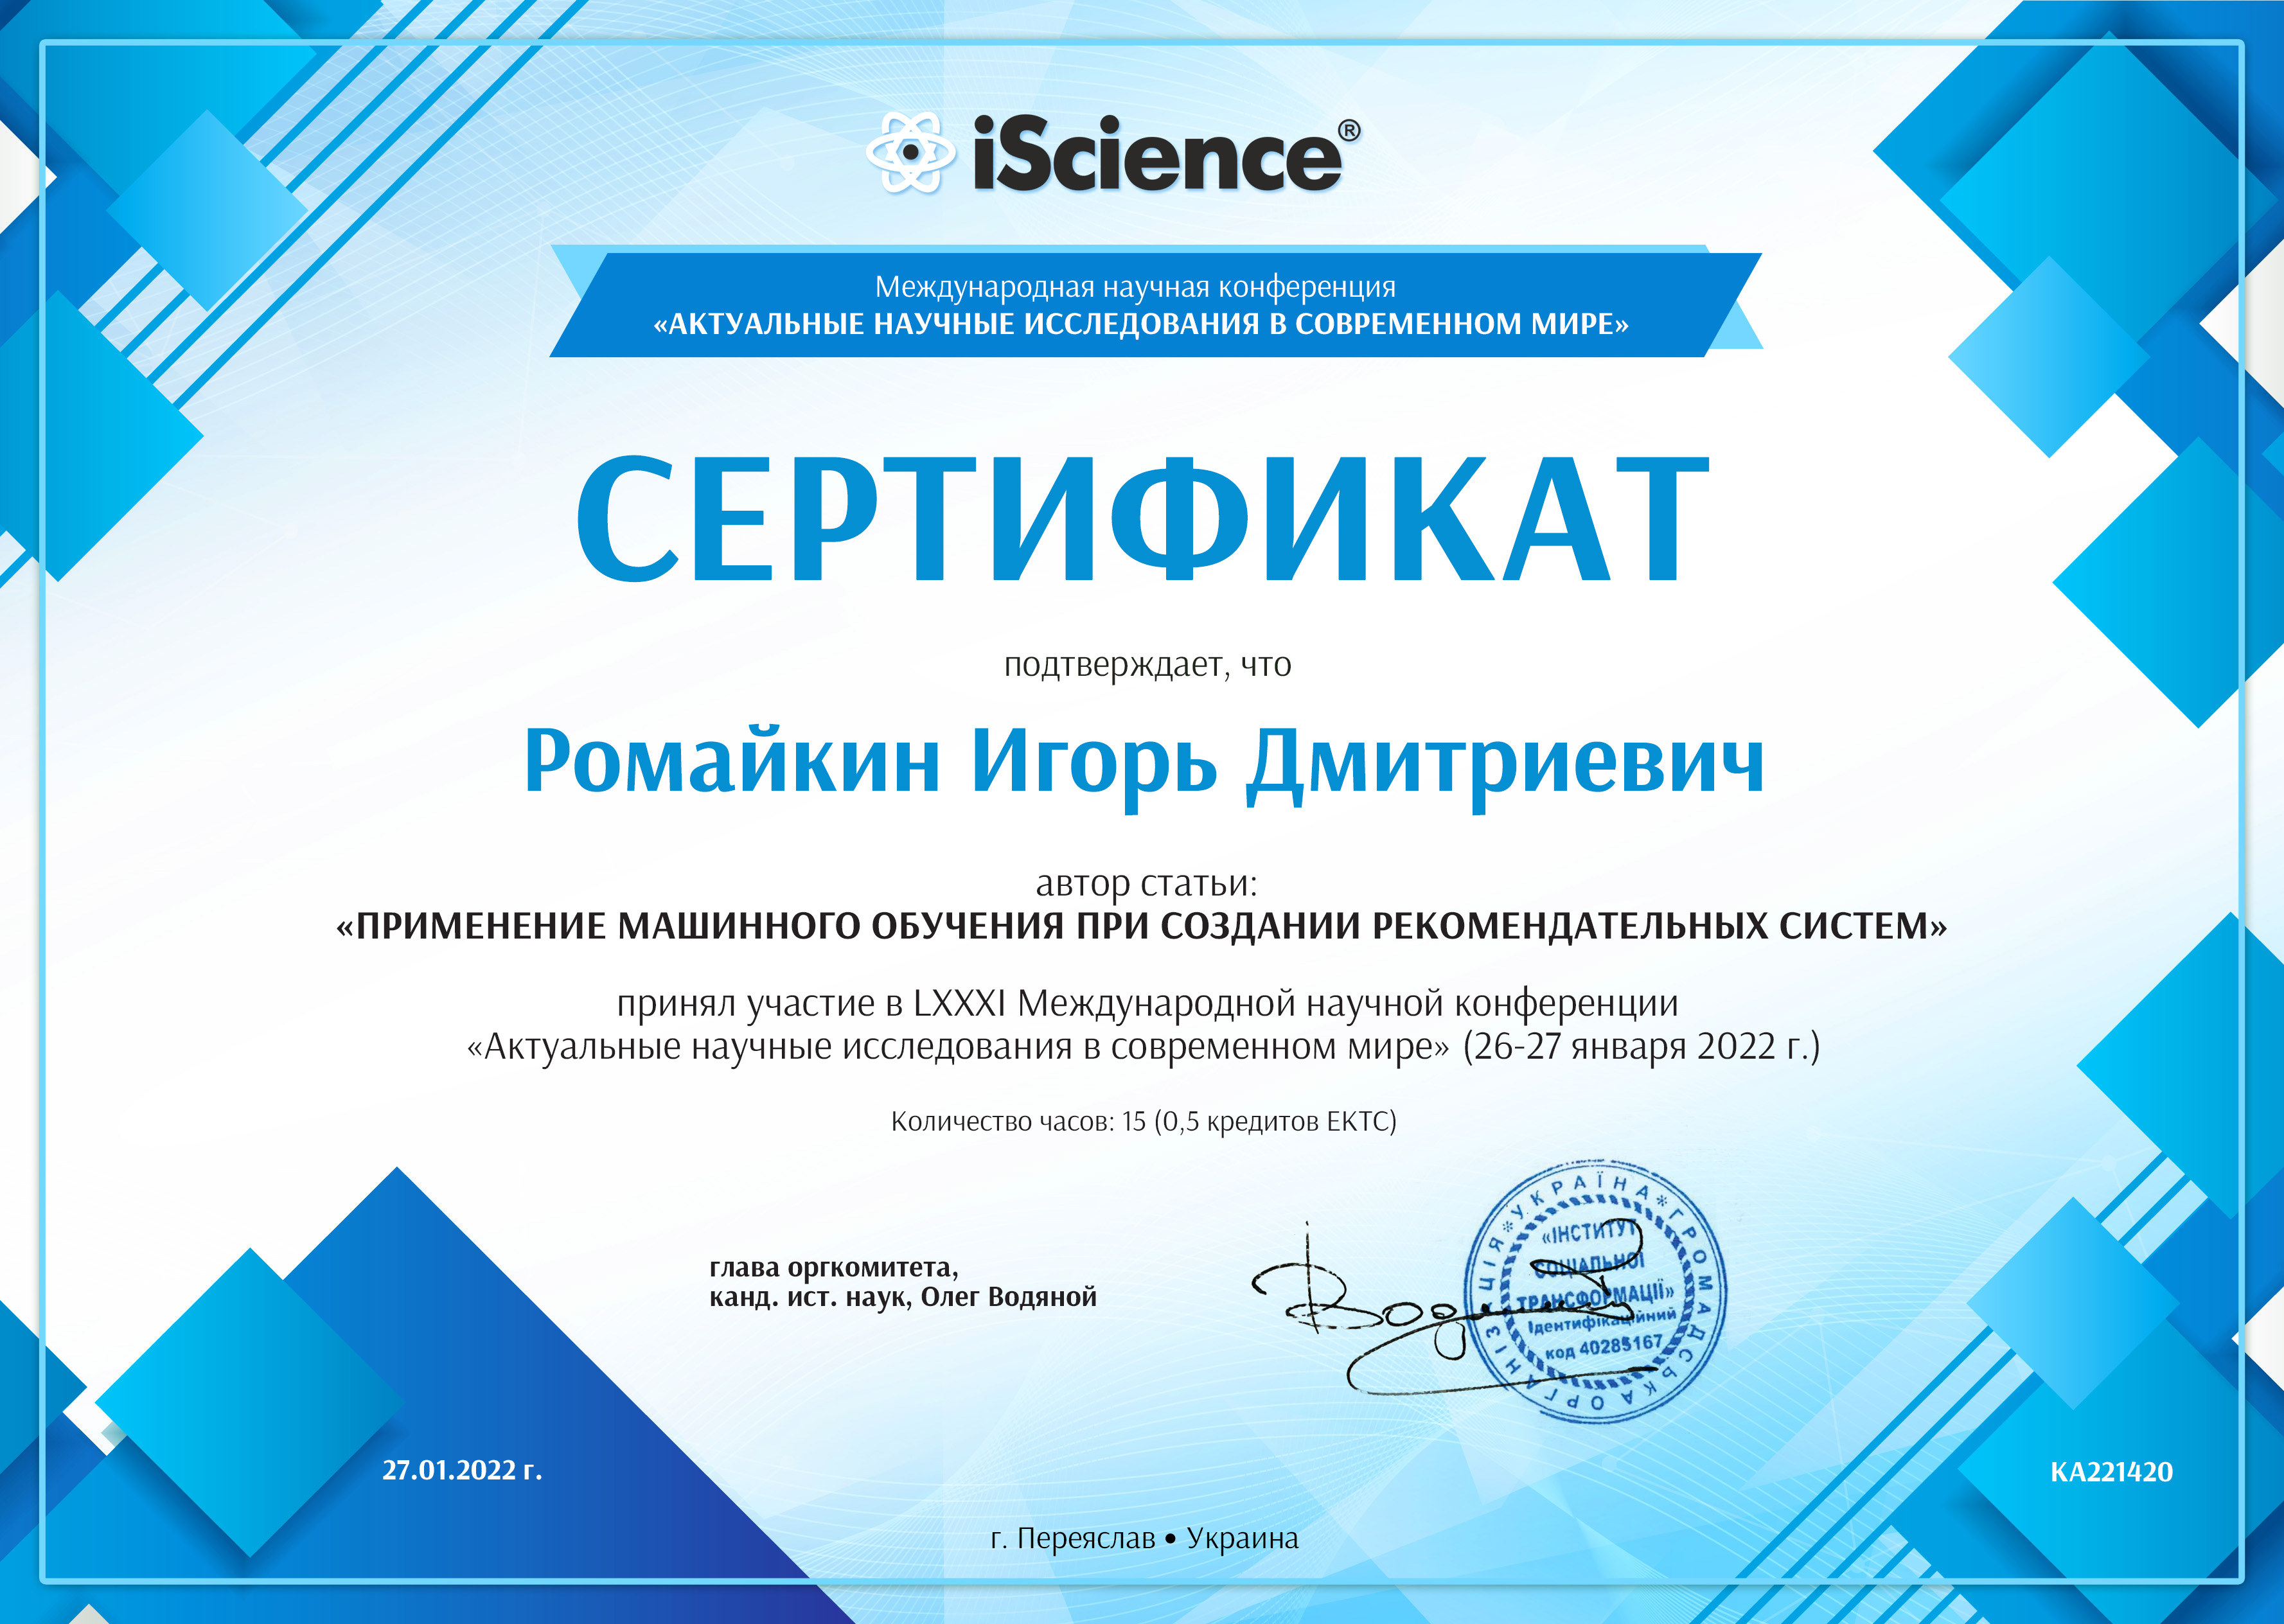 iScience®
Международная научная конференция
«АКТУАЛЬНЫЕ НАУЧНЫЕ ИССЛЕДОВАНИЯ В СОВРЕМЕННОМ МИРЕ»
СЕРТИФИКАТ
подтверждает, что
Ромайкин Игорь Дмитриевич
автор статьи:
«ПРИМЕНЕНИЕ МАШИННОГО ОБУЧЕНИЯ ПРИ СОЗДАНИИ РЕКОМЕНДАТЕЛЬНЫХ СИСТЕМ»
принял участие в LXXXI Международной научной конференции
«Актуальные научные исследования в современном мире» (26-27 января 2022 г.)
Количество часов: 15 (0,5 кредитов ЕКТС)
глава оргкомитета,
канд. ист. наук, Олег Водяной
УКРАЇНА * ГРОМАДСЬКА ОРГАНІЗАЦІЯ *
«ІНСТИТУТ
СОЦІАЛЬНОЇ
ТРАНСФОРМАЦІЇ»
Ідентифікаційний
код 40285167
27.01.2022 г.
КА221420
г. Переяслав • Украина